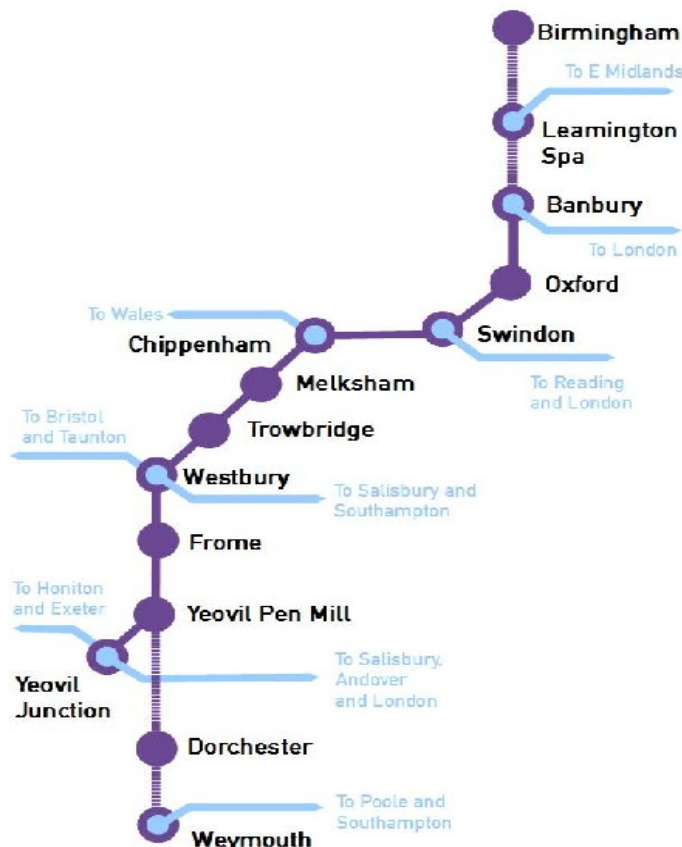 Birmingham
To E Midlands
Leamington
Spa
Banbury
To London
Oxford
To Wales
Swindon
Chippenham
Melksham
To Reading
and London
Trowbridge
To Bristol
and Taunton
Westbury
To Salisbury and
Southampton
Frome
To Honiton
and Exeter
Yeovil Pen Mill
To Salisbury,
Andover
and London
Yeovil
Junction
Dorchester
To Poole and
Southampton
Weymouth